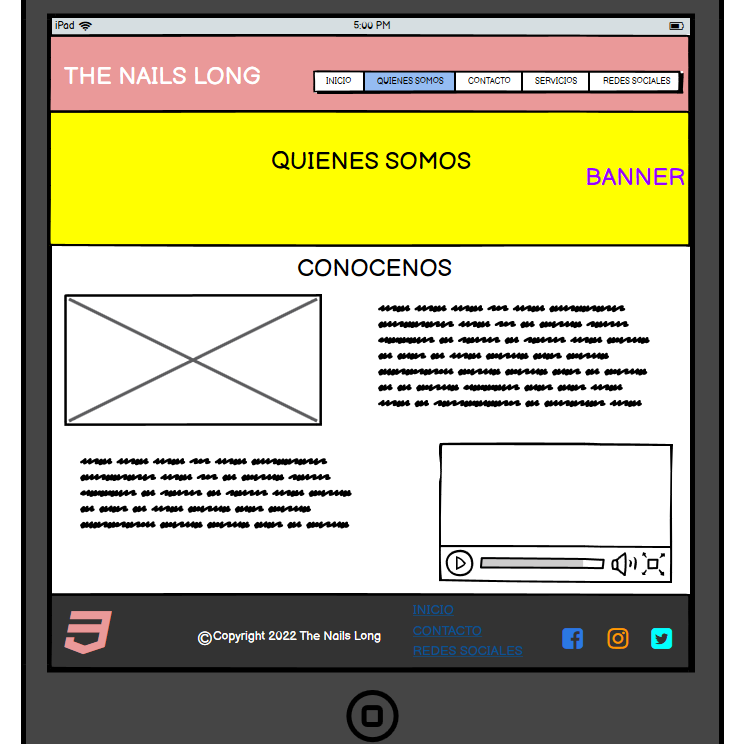 iPad 5:00 PM
THE NAILS LONG
INICIO QUIENES SOMOS CONTACTO SERVICIOS REDES SOCIALES
QUIENES SOMOS
BANNER
CONOCENOS
©Copyright 2022 The Nails Long
INICIO
CONTACTO
REDES SOCIALES